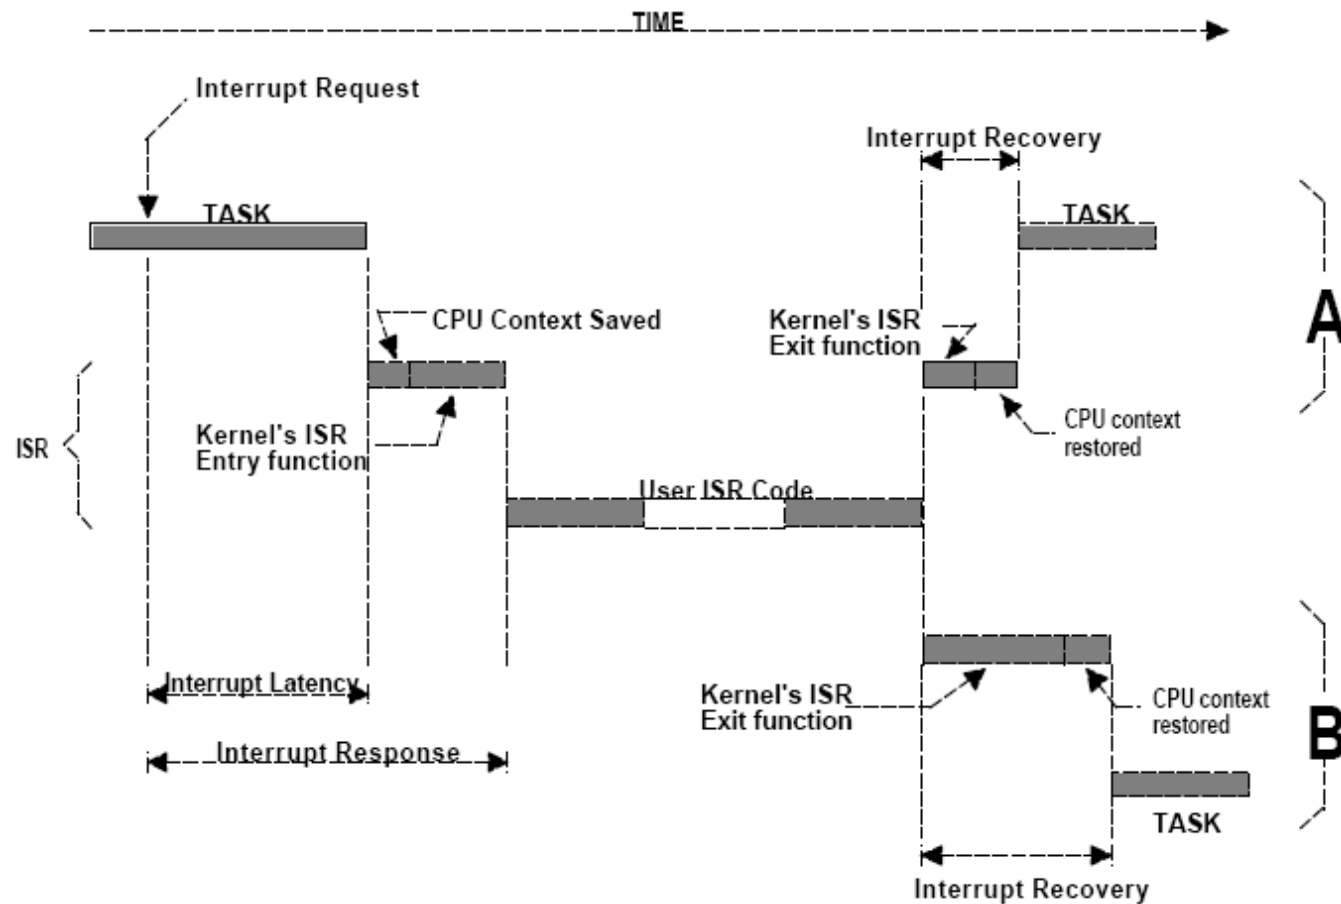 TIME
Interrupt Request
Interrupt Recovery
TASK
TASK
A
CPU Context Saved
Kernel's ISR
Exit function
ISR
Kernel's ISR
Entry function
CPU context
restored
User ISR Code
Interrupt Latency
Kernel's ISR
Exit function
CPU context
restored
B
Interrupt Response
TASK
Interrupt Recovery